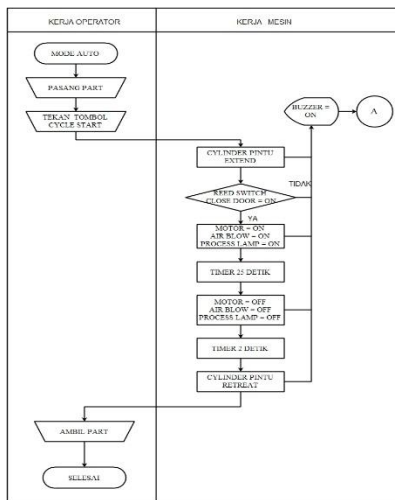 KERJA OPERATOR
KERJA MESIN
MODE AUTO
PASANG PART
TEKAN TOMBOL
CYCLE START
BUZZER =
ON
A
CYLINDER PINTU
EXTEND
REED SWITCH
CLOSE DOOR = ON
TIDAK
YA
MOTOR = ON
AIR BLOW = ON
PROCESS LAMP = ON
TIMER 25 DETIK
MOTOR = OFF
AIR BLOW = OFF
PROCESS LAMP = OFF
TIMER 2 DETIK
CYLINDER PINTU
RETREAT
AMBIL PART
SELESAI